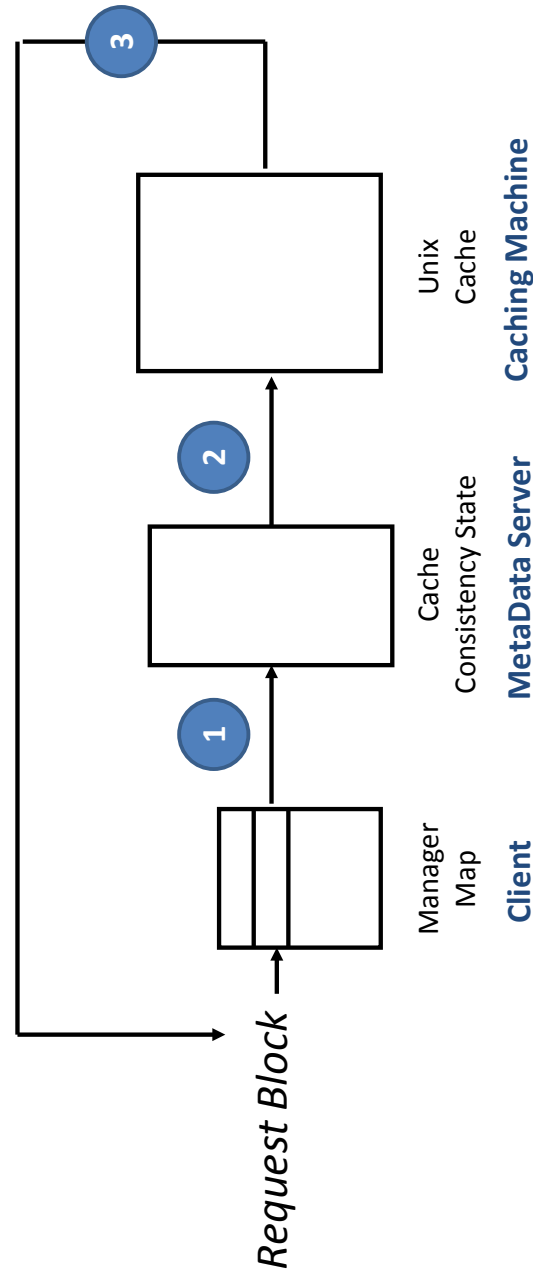 Request Block
1
2
3
Manager
Map
Client
Cache
Consistency State
MetaData Server
Unix
Cache
Caching Machine